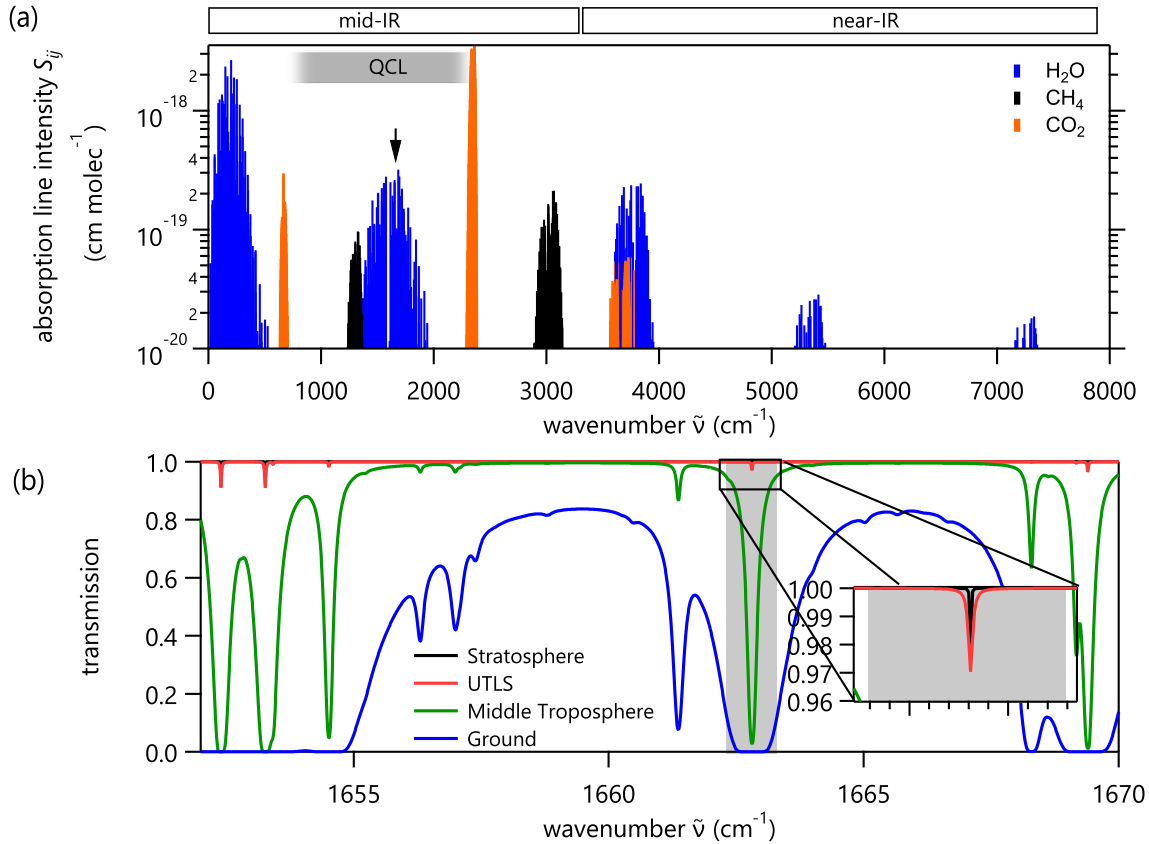 (a)
mid-IR
near-IR
absorption line intensity Sᵢⱼ
(cm molec⁻¹)
2
10⁻¹⁸
4
2
10⁻¹⁹
4
2
10⁻²⁰
QCL
H₂O
CH₄
CO₂
0
1000
2000
3000
4000
5000
6000
7000
8000
wavenumber ν̃ (cm⁻¹)
(b)
transmission
1.0
0.8
0.6
0.4
0.2
0.0
Stratosphere
UTLS
Middle Troposphere
Ground
1.00
0.99
0.98
0.97
0.96
1655
1660
1665
1670
wavenumber ν̃ (cm⁻¹)